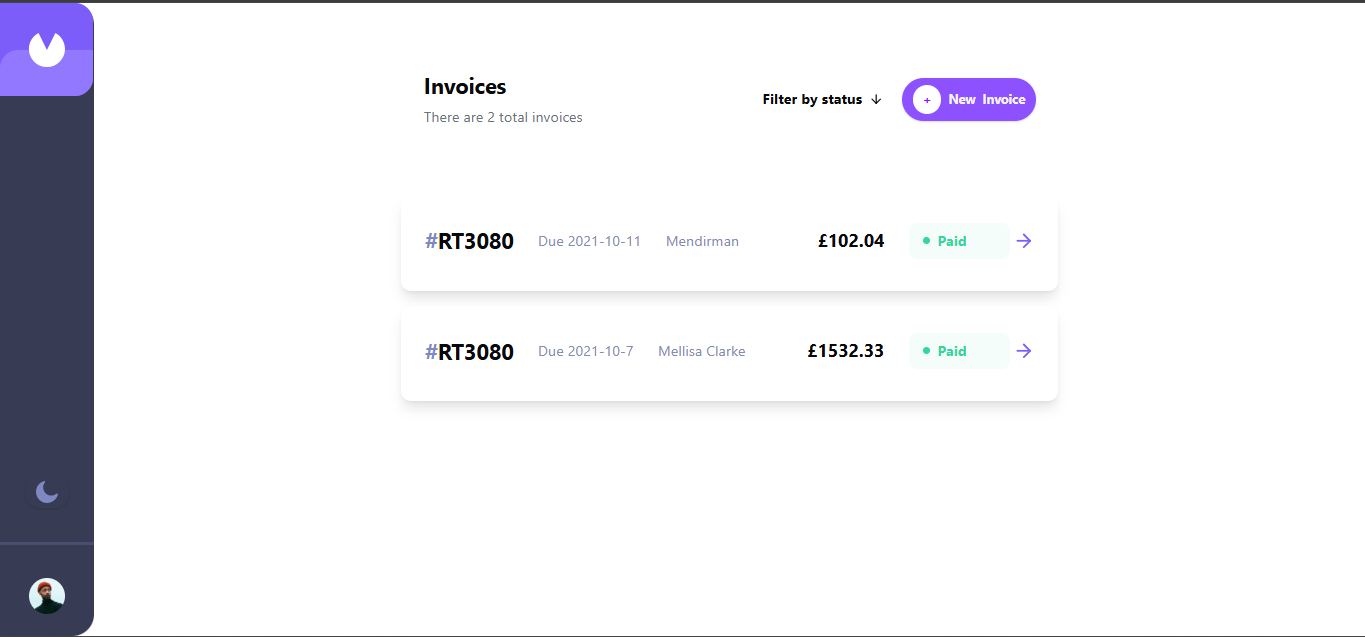 Invoices
There are 2 total invoices
Filter by status ↓
+ New Invoice
#RT3080 Due 2021-10-11 Mendirman £102.04 Paid
#RT3080 Due 2021-10-7 Mellisa Clarke £1532.33 Paid